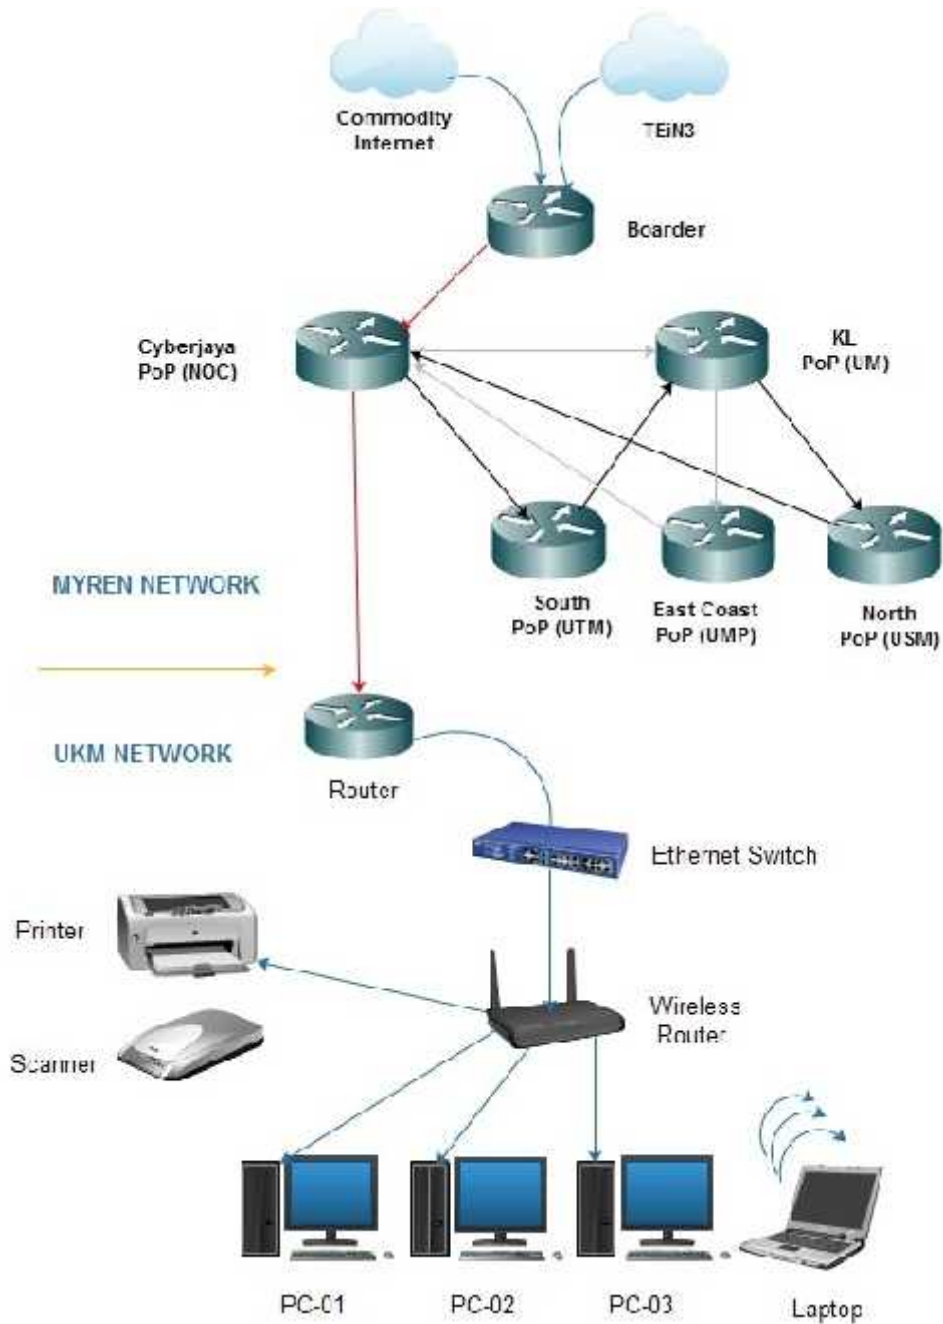 Commodity
Internet
TEiN3
Boarder
Cyberjaya
PoP (NOC)
KL
PoP (UM)
South
PoP (UTM)
East Coast
PoP (UMP)
North
PoP (USM)
MYREN NETWORK
UKM NETWORK
Router
Ethernet Switch
Printer
Wireless
Router
Scanner
PC-01
PC-02
PC-03
Laptop